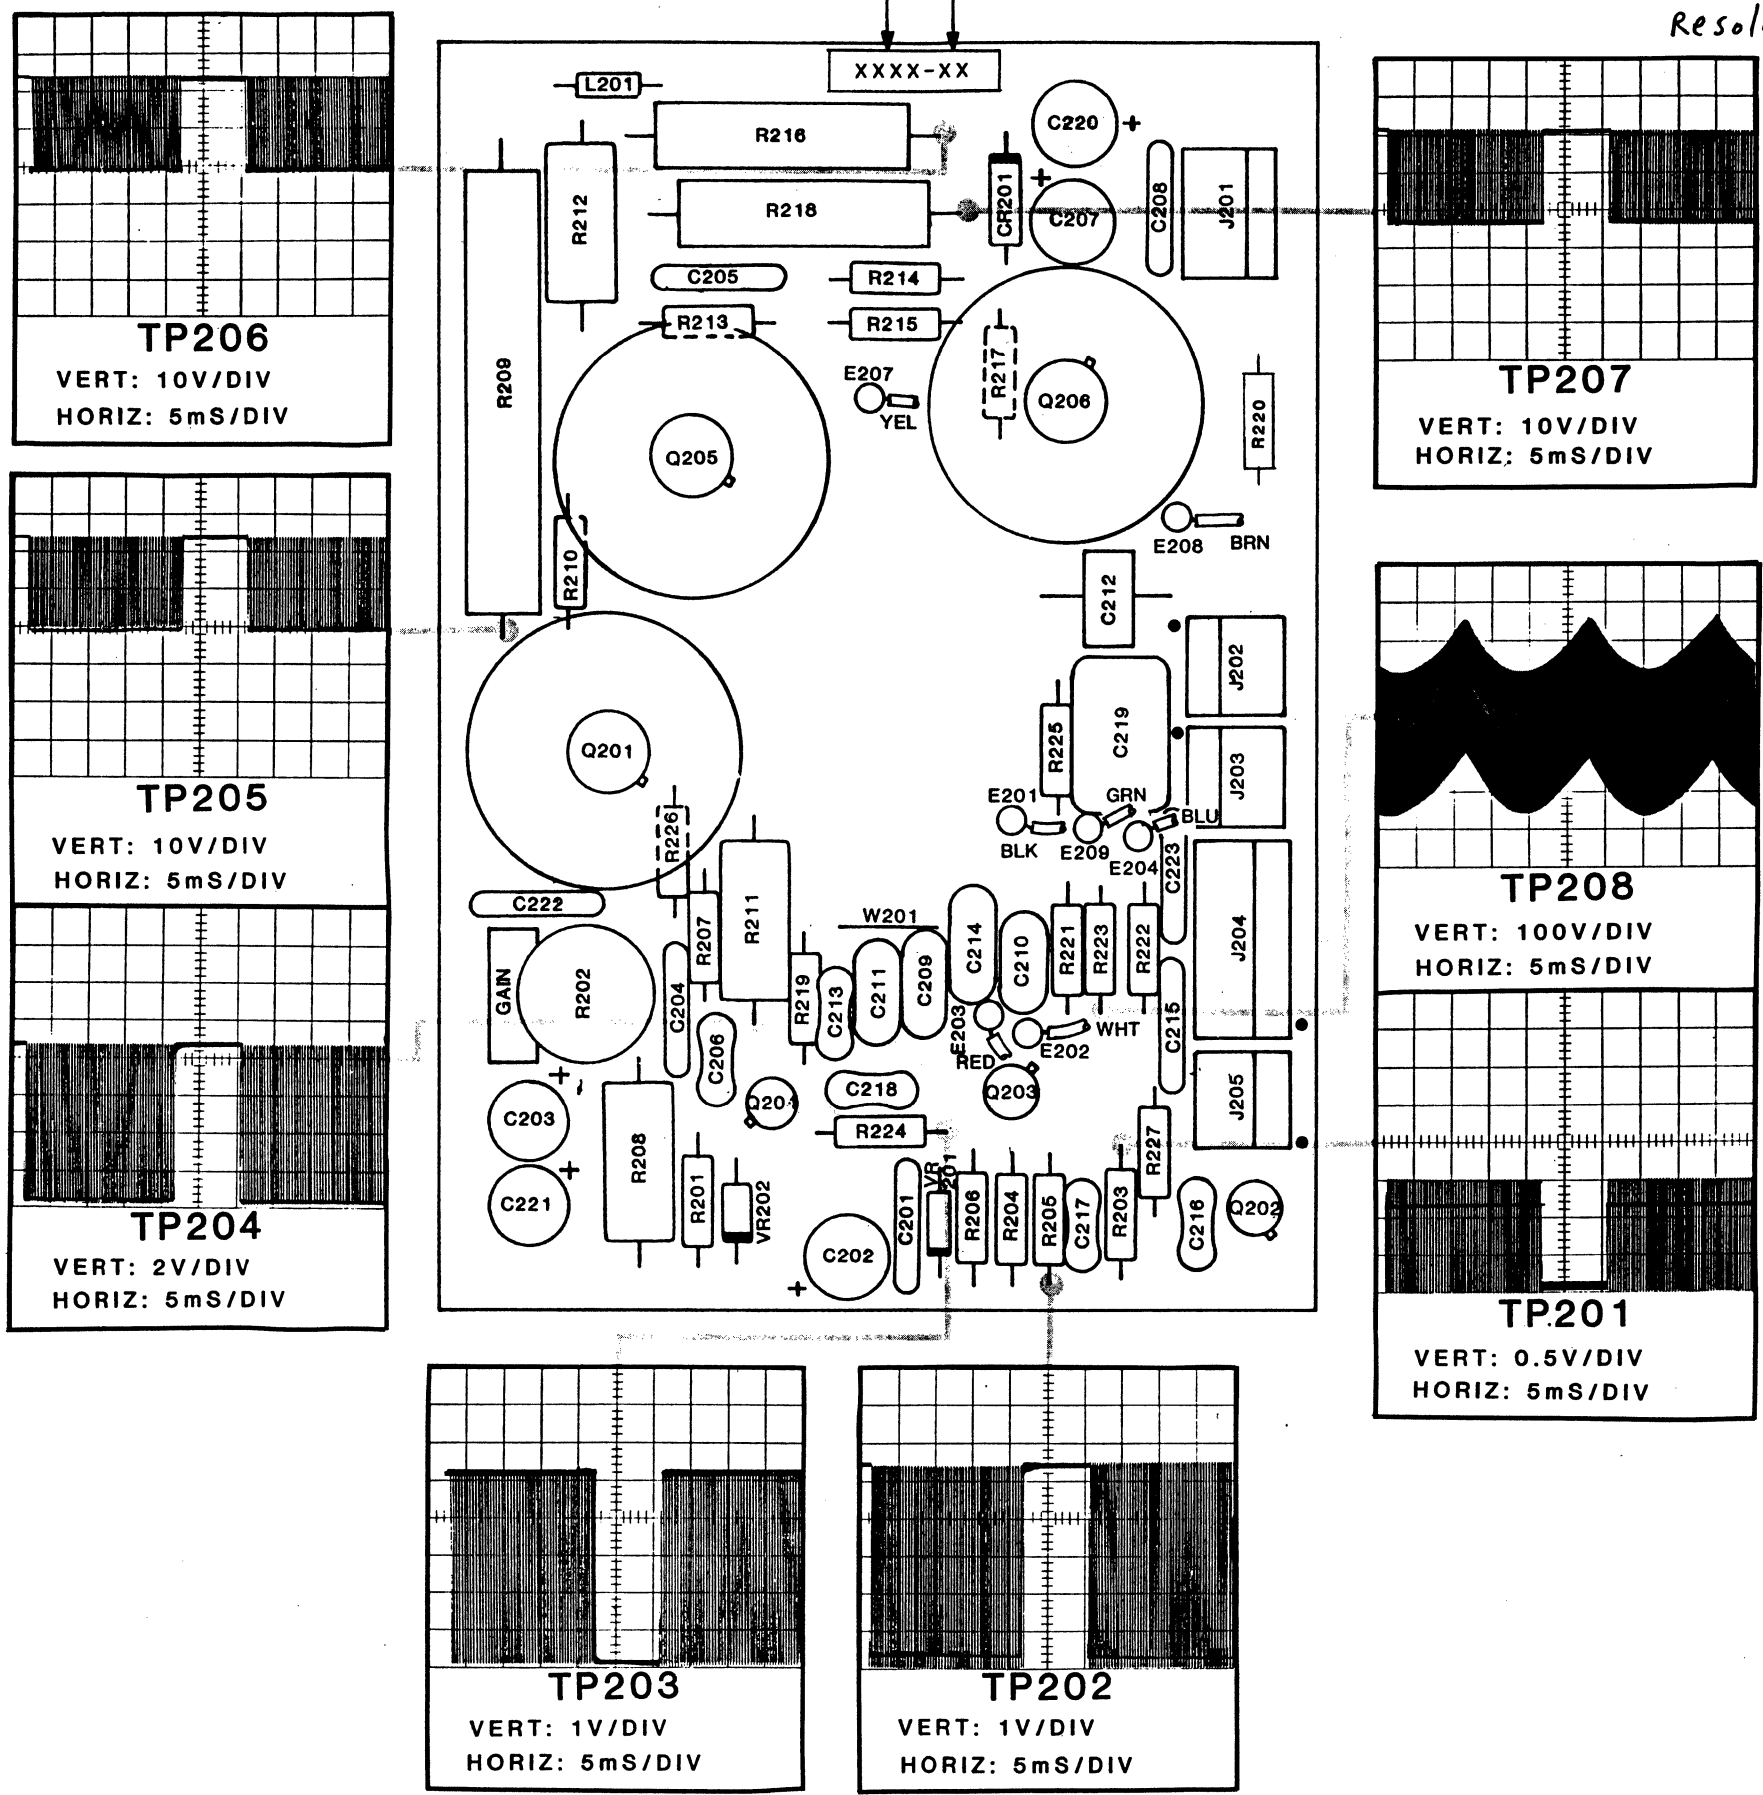 Resol
XXXX-XX
L201
R216
C220
+
R212
R218
CR201
+
C207
C208
J201
C205
R214
R213
R215
R209
R217
E207
YEL
Q206
R220
Q205
E208
BRN
R210
C212
J202
Q201
R225
C219
J203
E201
GRN
BLU
BLK
E209
E204
C223
R226
C222
R207
R211
W201
C214
C210
R221
R223
R222
J204
GAIN
R202
C204
R219
C213
C211
C209
E203
RED
E202
WHT
C215
C206
+
C203
Q204
C218
Q203
J205
R224
R227
R208
+
C221
R201
VR202
C202
+
C201
VR
201
R206
R204
R205
C217
R203
C216
Q202
TP206
VERT: 10V/DIV
HORIZ: 5mS/DIV
TP205
VERT: 10V/DIV
HORIZ: 5mS/DIV
TP204
VERT: 2V/DIV
HORIZ: 5mS/DIV
TP207
VERT: 10V/DIV
HORIZ: 5mS/DIV
TP208
VERT: 100V/DIV
HORIZ: 5mS/DIV
TP.201
VERT: 0.5V/DIV
HORIZ: 5mS/DIV
TP203
VERT: 1V/DIV
HORIZ: 5mS/DIV
TP202
VERT: 1V/DIV
HORIZ: 5mS/DIV